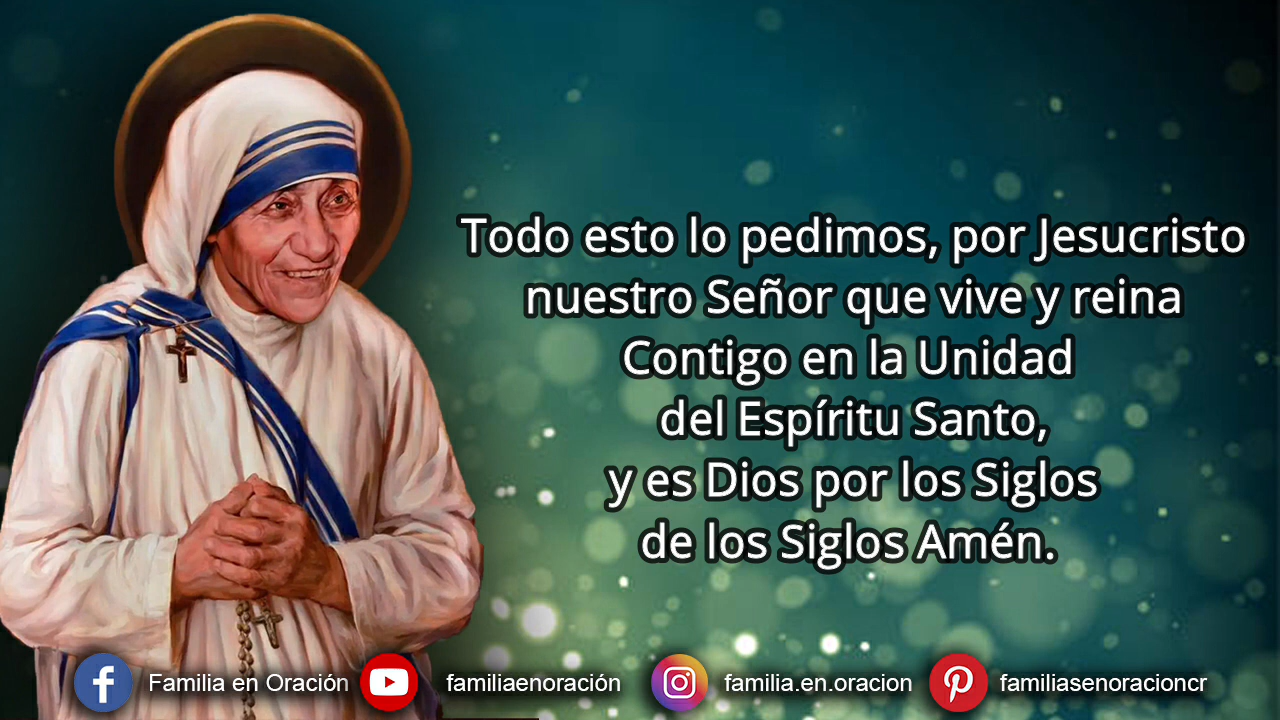 Todo esto lo pedimos, por Jesucristo
nuestro Señor que vive y reina
Contigo en la Unidad
del Espíritu Santo,
y es Dios por los Siglos
de los Siglos Amén.
Familia en Oración familiaenoración familia.en.oracion familiasenoracioncr